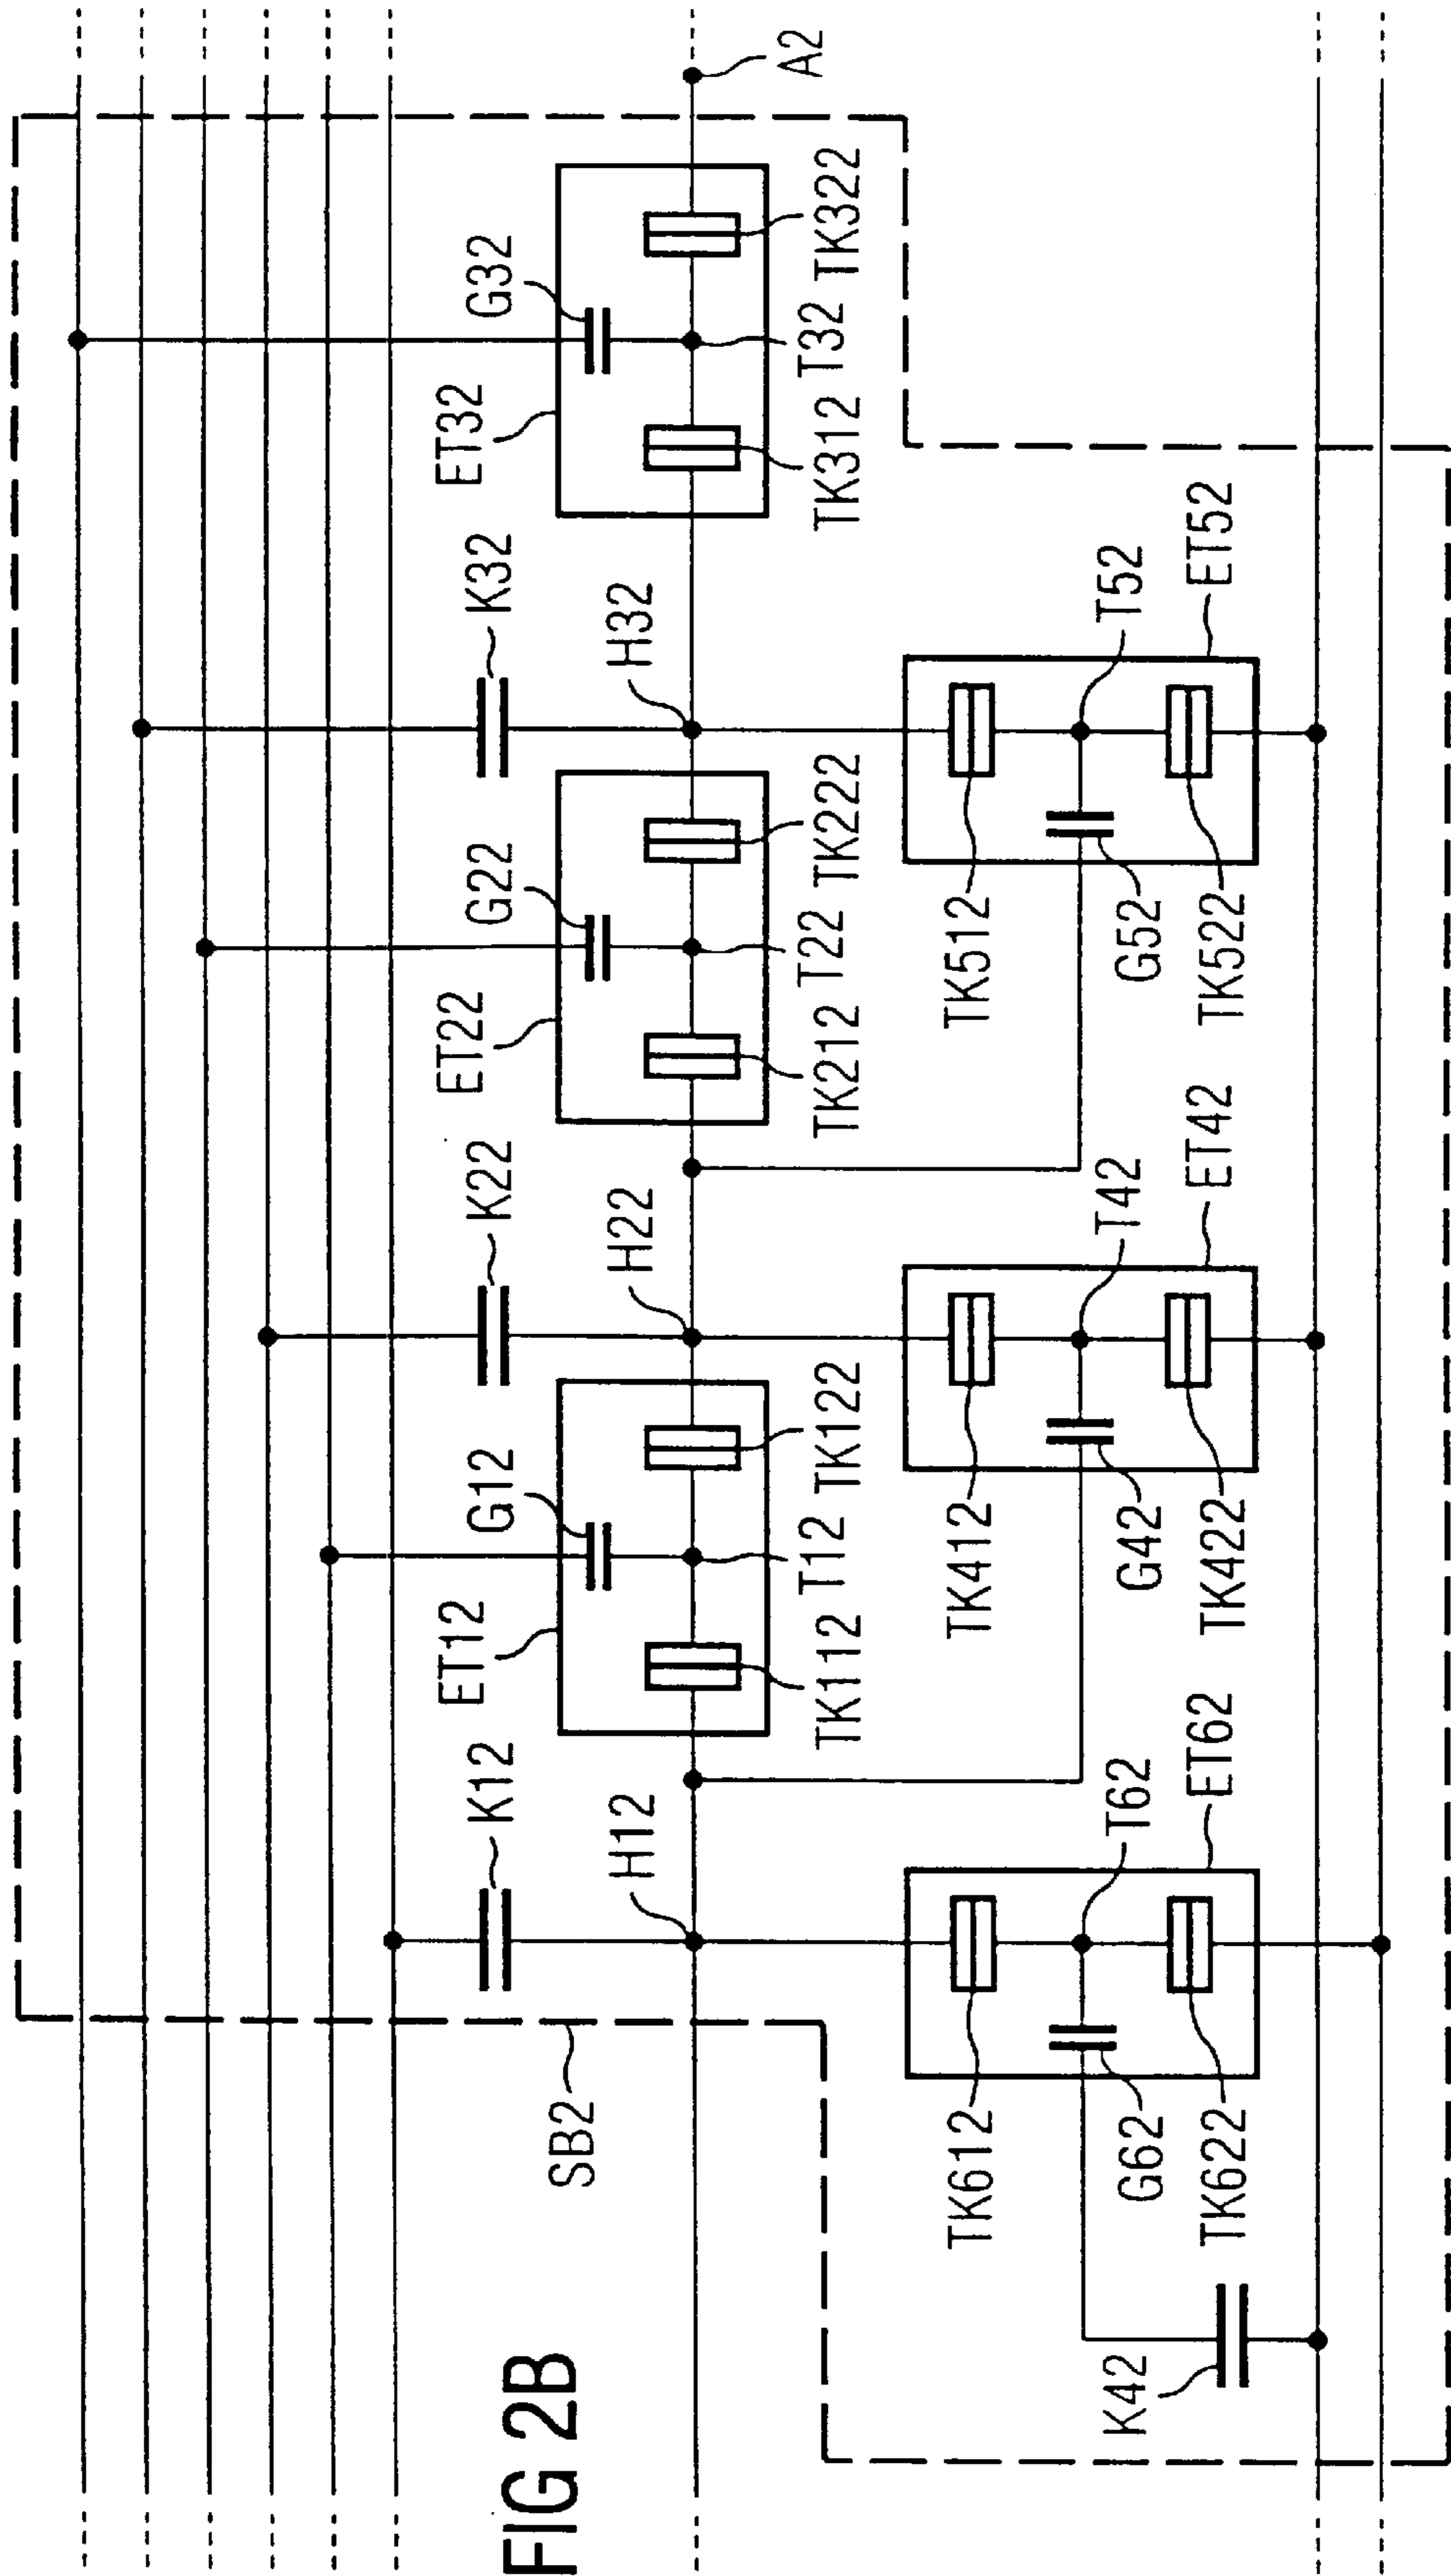 FIG 2B
SB2
K12
K22
K32
ET12
G12
ET22
G22
ET32
G32
H12
H22
H32
TK112
T12
TK122
TK212
T22
TK222
TK312
T32
TK322
A2
TK612
T62
TK412
T42
TK512
T52
G62
G42
G52
K42
TK622
ET62
TK422
ET42
TK522
ET52